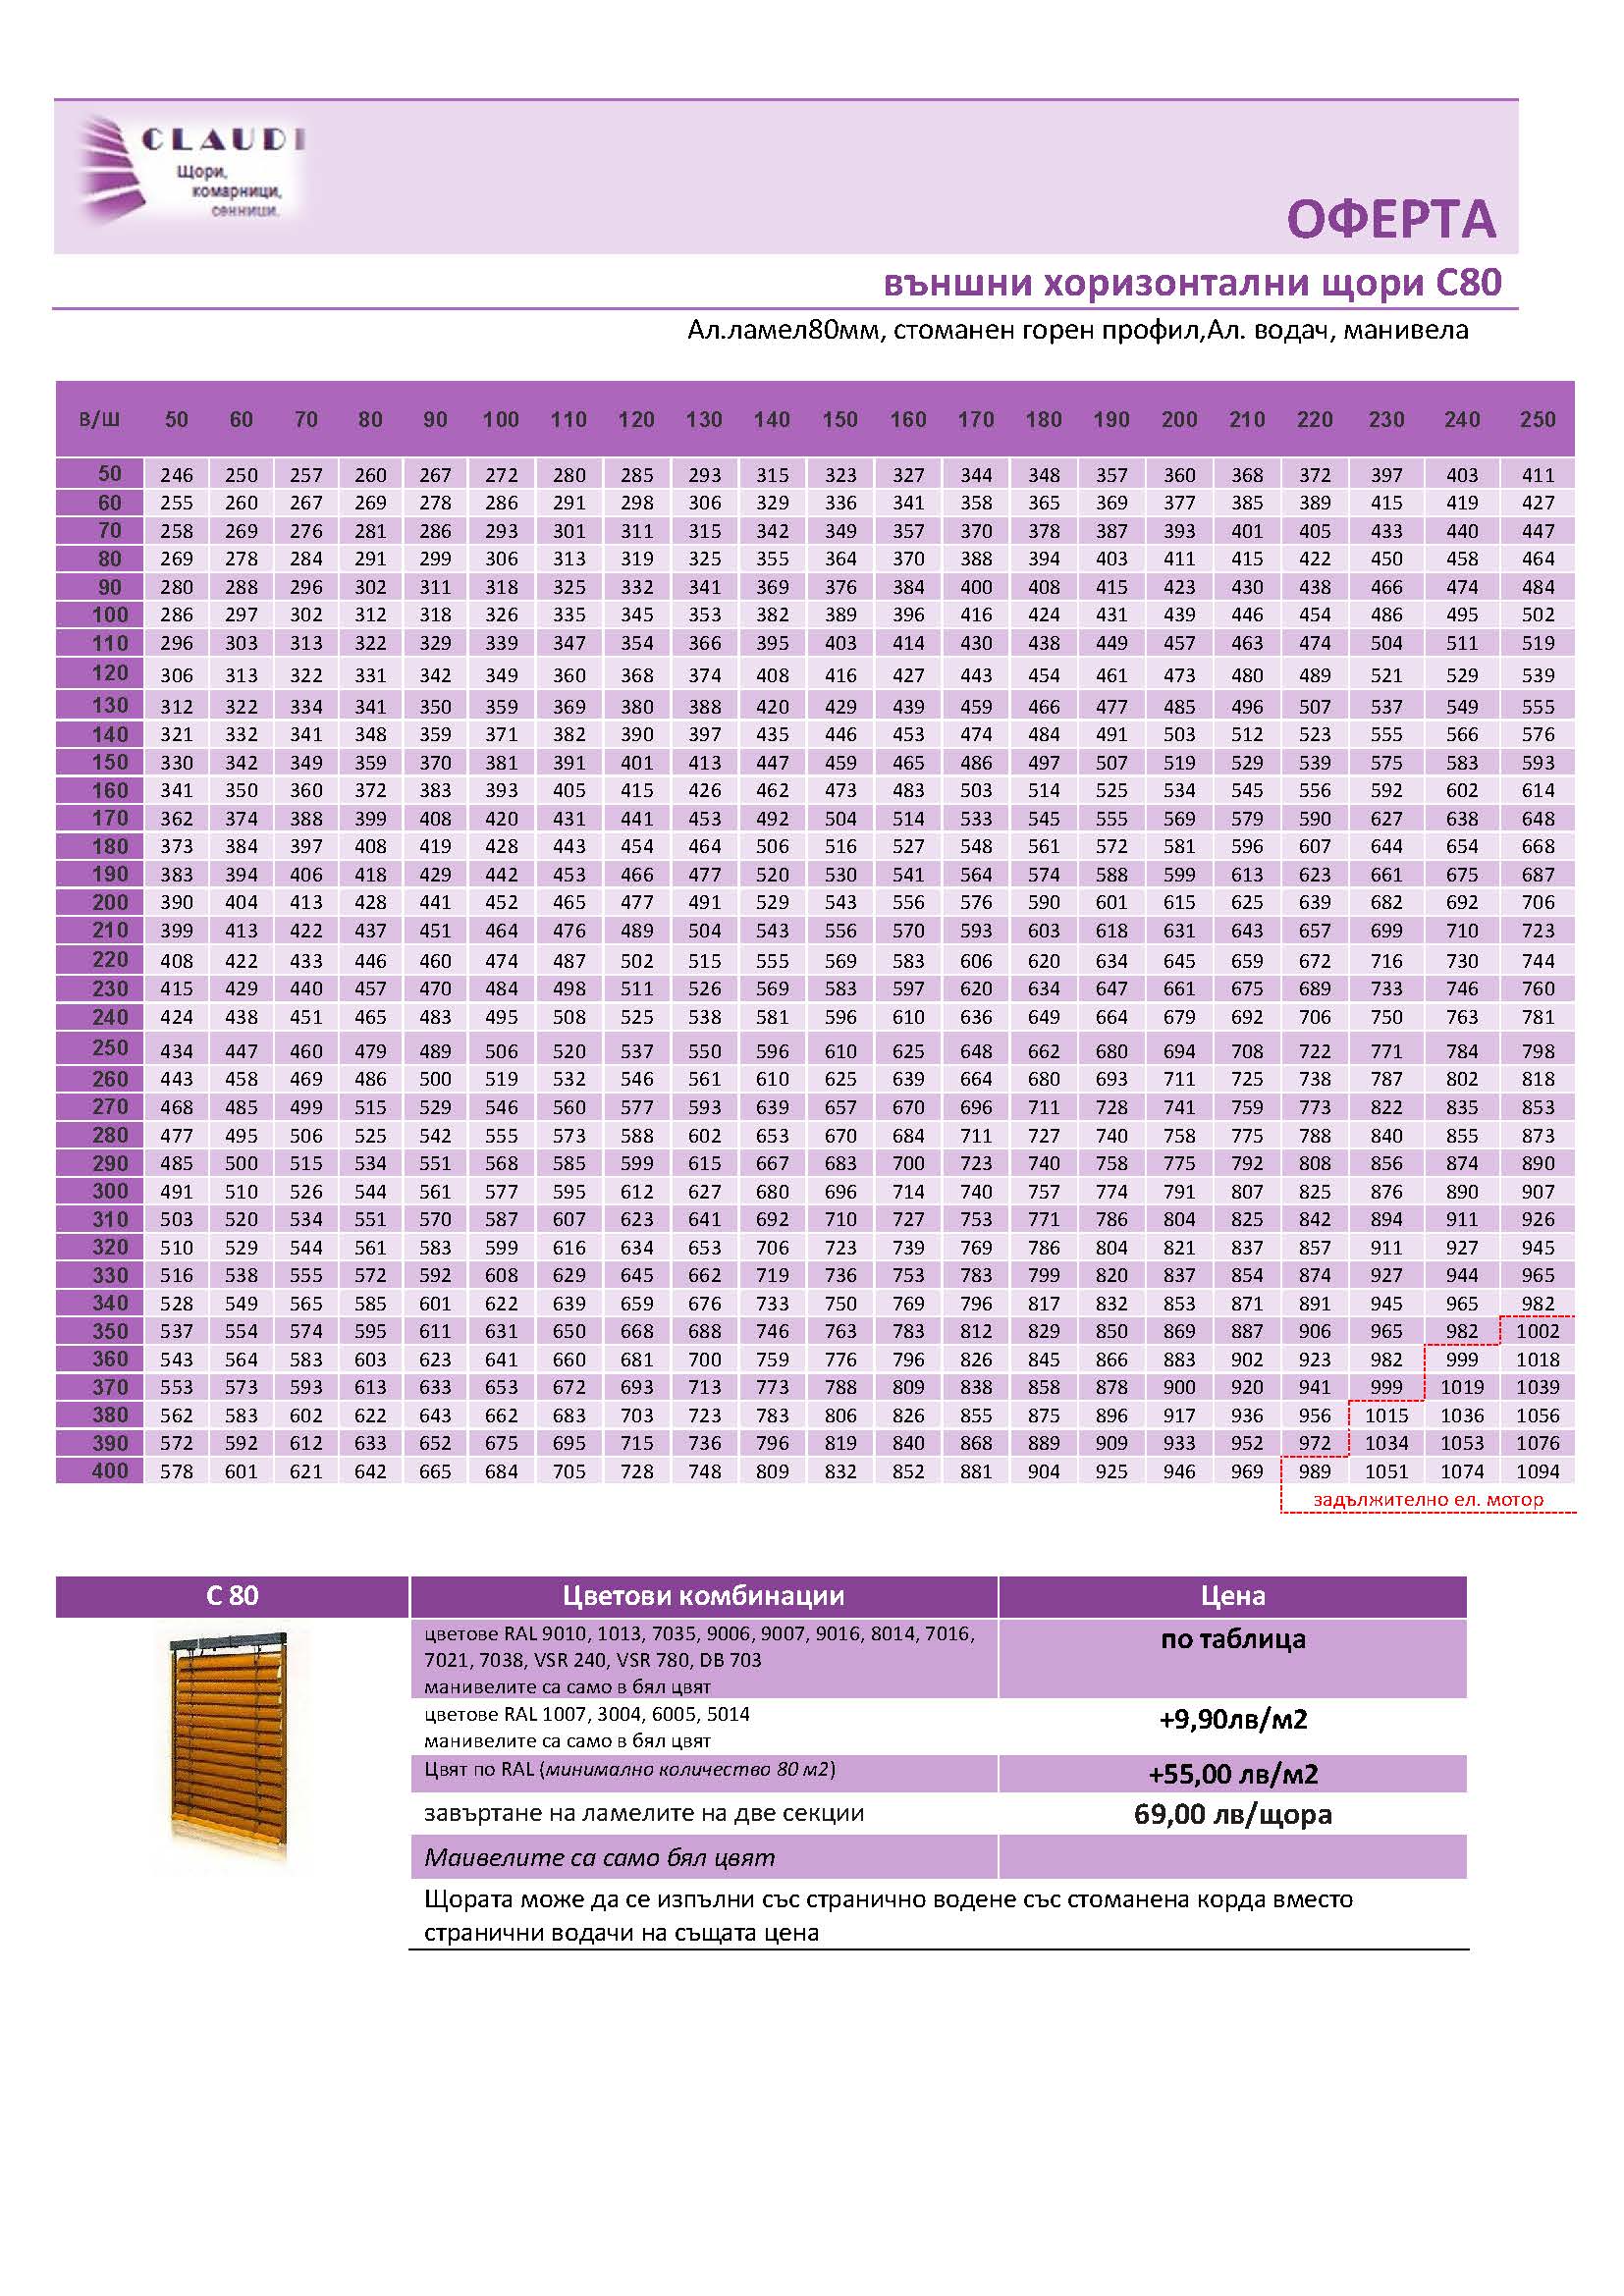 CLAUDI
Щори,
комарници,
сенници.
ОФЕРТА
външни хоризонтални щори С80
Ал.ламел80мм, стоманен горен профил,Ал. водач, манивела
В/Ш 50 60 70 80 90 100 110 120 130 140 150 160 170 180 190 200 210 220 230 240 250
50 246 250 257 260 267 272 280 285 293 315 323 327 344 348 357 360 368 372 397 403 411
60 255 260 267 269 278 286 291 298 306 329 336 341 358 365 369 377 385 389 415 419 427
70 258 269 276 281 286 293 301 311 315 342 349 357 370 378 387 393 401 405 433 440 447
80 269 278 284 291 299 306 313 319 325 355 364 370 388 394 403 411 415 422 450 458 464
90 280 288 296 302 311 318 325 332 341 369 376 384 400 408 415 423 430 438 466 474 484
100 286 297 302 312 318 326 335 345 353 382 389 396 416 424 431 439 446 454 486 495 502
110 296 303 313 322 329 339 347 354 366 395 403 414 430 438 449 457 463 474 504 511 519
120 306 313 322 331 342 349 360 368 374 408 416 427 443 454 461 473 480 489 521 529 539
130 312 322 334 341 350 359 369 380 388 420 429 439 459 466 477 485 496 507 537 549 555
140 321 332 341 348 359 371 382 390 397 435 446 453 474 484 491 503 512 523 555 566 576
150 330 342 349 359 370 381 391 401 413 447 459 465 486 497 507 519 529 539 575 583 593
160 341 350 360 372 383 393 405 415 426 462 473 483 503 514 525 534 545 556 592 602 614
170 362 374 388 399 408 420 431 441 453 492 504 514 533 545 555 569 579 590 627 638 648
180 373 384 397 408 419 428 443 454 464 506 516 527 548 561 572 581 596 607 644 654 668
190 383 394 406 418 429 442 453 466 477 520 530 541 564 574 588 599 613 623 661 675 687
200 390 404 413 428 441 452 465 477 491 529 543 556 576 590 601 615 625 639 682 692 706
210 399 413 422 437 451 464 476 489 504 543 556 570 593 603 618 631 643 657 699 710 723
220 408 422 433 446 460 474 487 502 515 555 569 583 606 620 634 645 659 672 716 730 744
230 415 429 440 457 470 484 498 511 526 569 583 597 620 634 647 661 675 689 733 746 760
240 424 438 451 465 483 495 508 525 538 581 596 610 636 649 664 679 692 706 750 763 781
250 434 447 460 479 489 506 520 537 550 596 610 625 648 662 680 694 708 722 771 784 798
260 443 458 469 486 500 519 532 546 561 610 625 639 664 680 693 711 725 738 787 802 818
270 468 485 499 515 529 546 560 577 593 639 657 670 696 711 728 741 759 773 822 835 853
280 477 495 506 525 542 555 573 588 602 653 670 684 711 727 740 758 775 788 840 855 873
290 485 500 515 534 551 568 585 599 615 667 683 700 723 740 758 775 792 808 856 874 890
300 491 510 526 544 561 577 595 612 627 680 696 714 740 757 774 791 807 825 876 890 907
310 503 520 534 551 570 587 607 623 641 692 710 727 753 771 786 804 825 842 894 911 926
320 510 529 544 561 583 599 616 634 653 706 723 739 769 786 804 821 837 857 911 927 945
330 516 538 555 572 592 608 629 645 662 719 736 753 783 799 820 837 854 874 927 944 965
340 528 549 565 585 601 622 639 659 676 733 750 769 796 817 832 853 871 891 945 965 982
350 537 554 574 595 611 631 650 668 688 746 763 783 812 829 850 869 887 906 965 982 1002
360 543 564 583 603 623 641 660 681 700 759 776 796 826 845 866 883 902 923 982 999 1018
370 553 573 593 613 633 653 672 693 713 773 788 809 838 858 878 900 920 941 999 1019 1039
380 562 583 602 622 643 662 683 703 723 783 806 826 855 875 896 917 936 956 1015 1036 1056
390 572 592 612 633 652 675 695 715 736 796 819 840 868 889 909 933 952 972 1034 1053 1076
400 578 601 621 642 665 684 705 728 748 809 832 852 881 904 925 946 969 989 1051 1074 1094
задължително ел. мотор
С 80 Цветови комбинации Цена
цветове RAL 9010, 1013, 7035, 9006, 9007, 9016, 8014, 7016, по таблица
7021, 7038, VSR 240, VSR 780, DB 703
манивелите са само в бял цвят
цветове RAL 1007, 3004, 6005, 5014 +9,90лв/м2
манивелите са само в бял цвят
Цвят по RAL (минимално количество 80 м2) +55,00 лв/м2
завъртане на ламелите на две секции 69,00 лв/щора
Маивелите са само бял цвят
Щората може да се изпълни със странично водене със стоманена корда вместо
странични водачи на същата цена